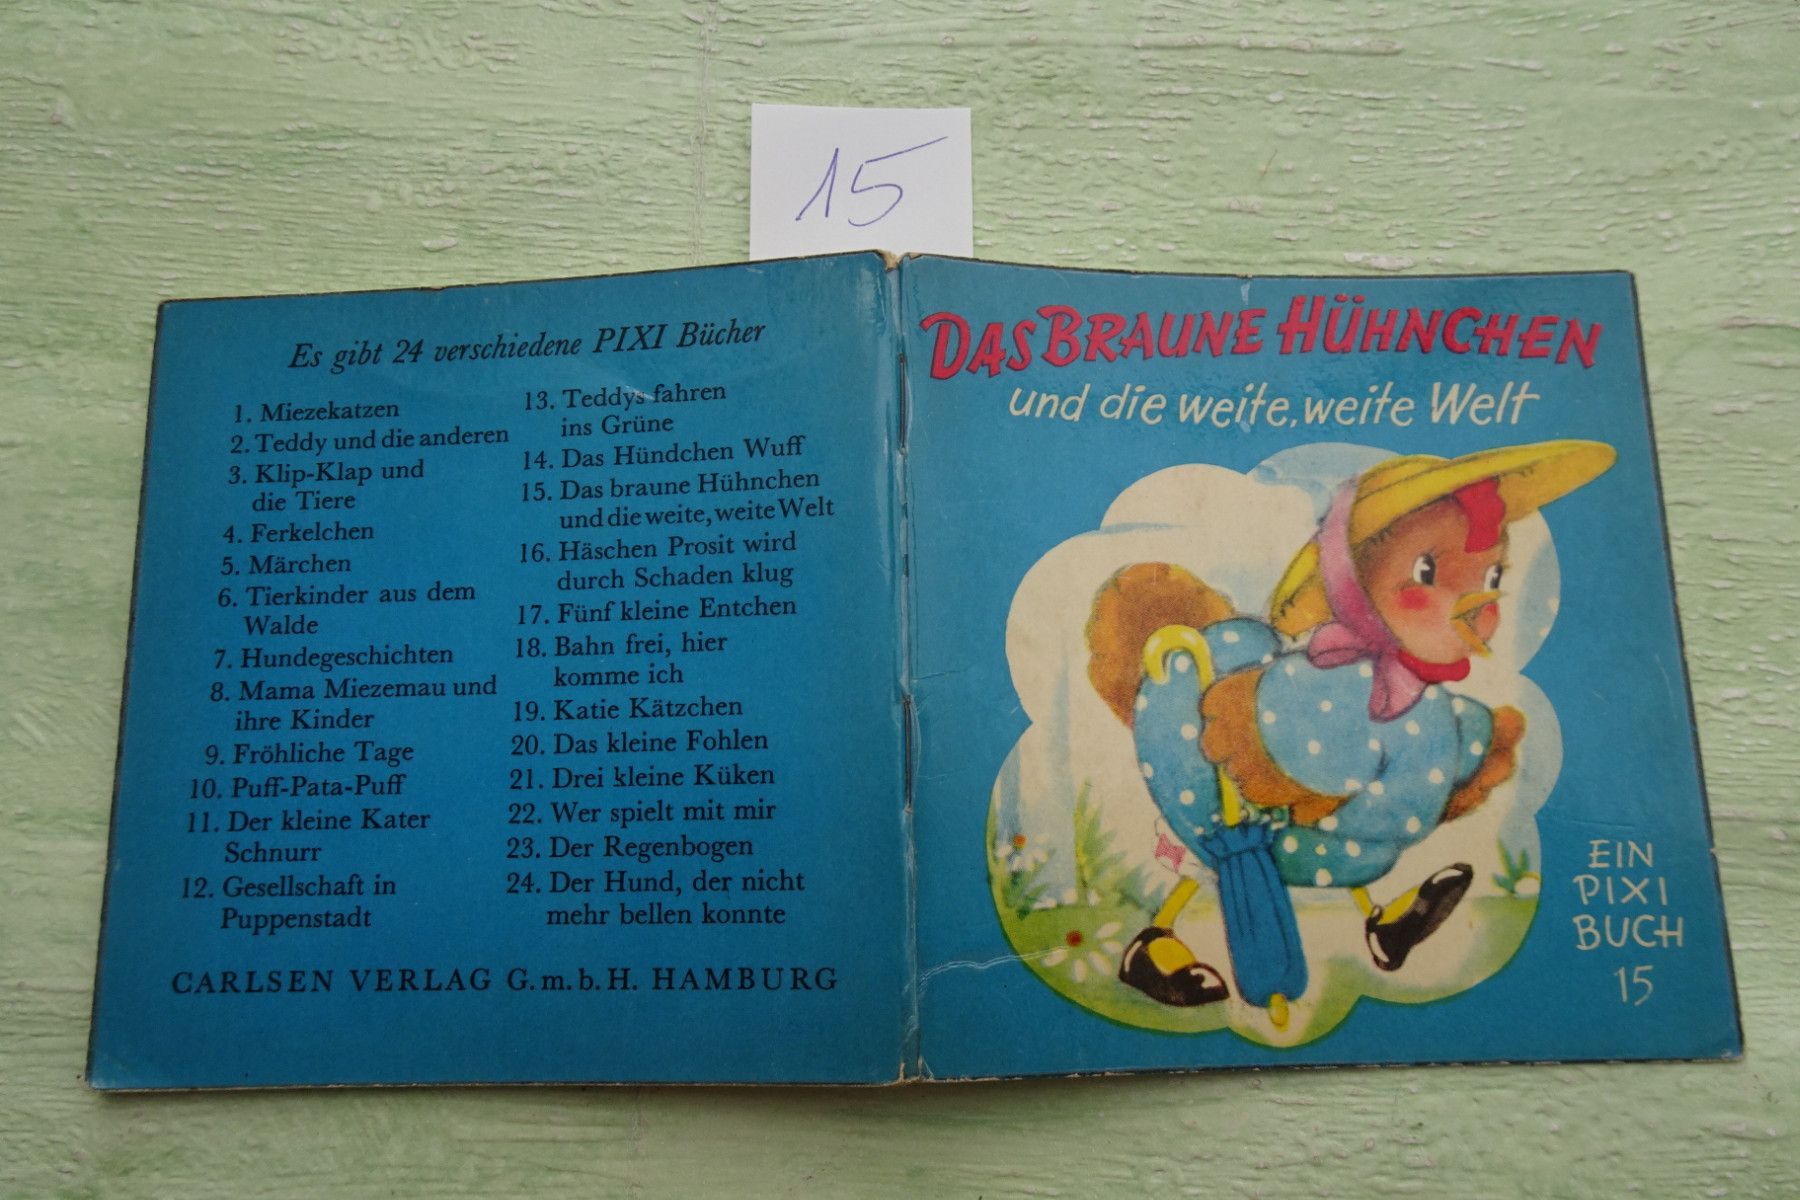 15
Es gibt 24 verschiedene PIXI Bücher
1. Miezekatzen
2. Teddy und die anderen
3. Klip-Klap und
die Tiere
4. Ferkelchen
5. Märchen
6. Tierkinder aus dem
Walde
7. Hundegeschichten
8. Mama Miezemau und
ihre Kinder
9. Fröhliche Tage
10. Puff-Pata-Puff
11. Der kleine Kater
Schnurr
12. Gesellschaft in
Puppenstadt
13. Teddys fahren
ins Grüne
14. Das Hündchen Wuff
15. Das braune Hühnchen
und die weite, weite Welt
16. Häschen Prosit wird
durch Schaden klug
17. Fünf kleine Entchen
18. Bahn frei, hier
komme ich
19. Katie Kätzchen
20. Das kleine Fohlen
21. Drei kleine Küken
22. Wer spielt mit mir
23. Der Regenbogen
24. Der Hund, der nicht
mehr bellen konnte
CARLSEN VERLAG G. m. b. H. HAMBURG
DAS BRAUNE HÜHNCHEN
und die weite, weite Welt
EIN
PIXI
BUCH
15